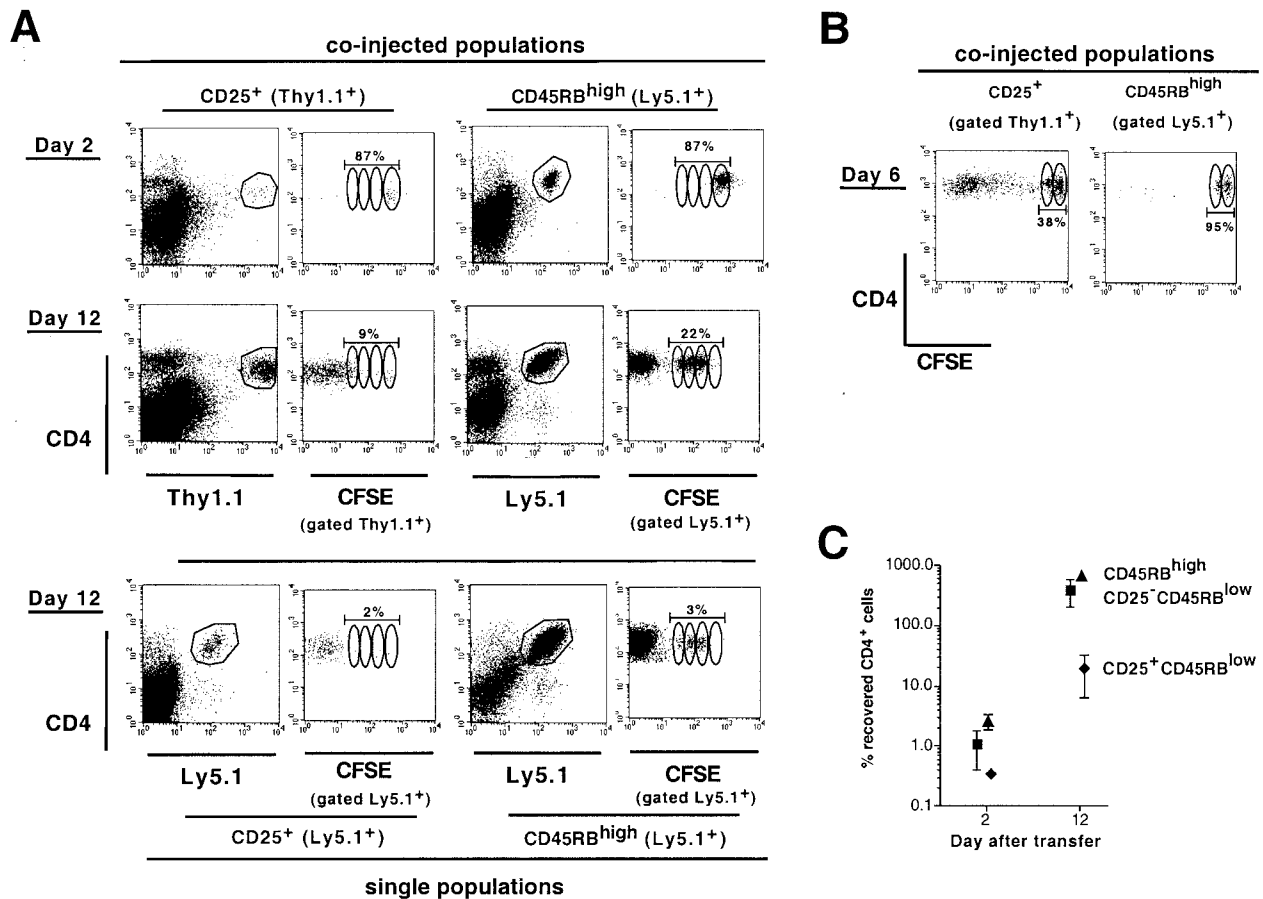 A
co-injected populations
CD25+ (Thy1.1+)
CD45RBhigh (Ly5.1+)
Day 2
87%
87%
Day 12
9%
22%
CD4
Thy1.1
CFSE
(gated Thy1.1+)
Ly5.1
CFSE
(gated Ly5.1+)
Day 12
2%
3%
CD4
Ly5.1
CFSE
(gated Ly5.1+)
Ly5.1
CFSE
(gated Ly5.1+)
CD25+ (Ly5.1+)
CD45RBhigh (Ly5.1+)
single populations
B
co-injected populations
CD25+
(gated Thy1.1+)
CD45RBhigh
(gated Ly5.1+)
Day 6
38%
95%
CD4
CFSE
C
% recovered CD4+ cells
1000.0
100.0
10.0
1.0
0.1
CD45RBhigh
CD25-CD45RBlow
CD25+CD45RBlow
2
12
Day after transfer